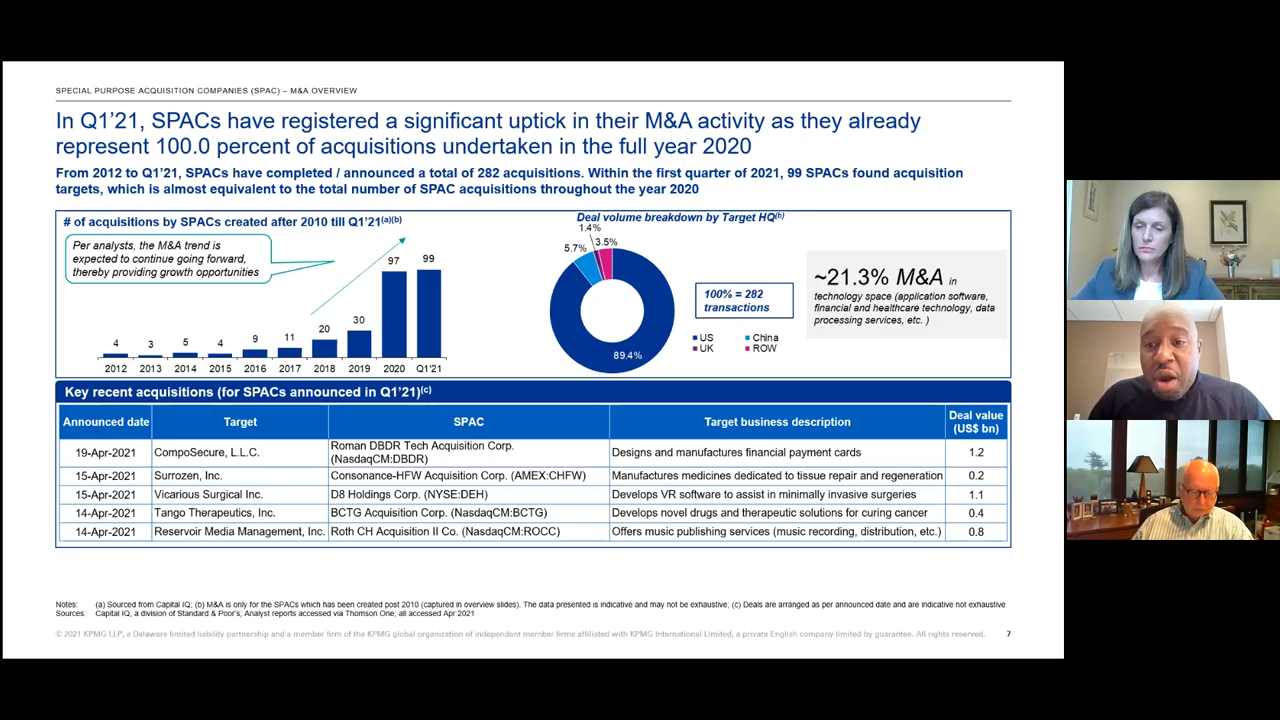 SPECIAL PURPOSE ACQUISITION COMPANIES (SPAC) – M&A OVERVIEW
In Q1’21, SPACs have registered a significant uptick in their M&A activity as they already
represent 100.0 percent of acquisitions undertaken in the full year 2020
From 2012 to Q1’21, SPACs have completed / announced a total of 282 acquisitions. Within the first quarter of 2021, 99 SPACs found acquisition
targets, which is almost equivalent to the total number of SPAC acquisitions throughout the year 2020
# of acquisitions by SPACs created after 2010 till Q1’21(a)(b)
Per analysts, the M&A trend is
expected to continue going forward,
thereby providing growth opportunities
4 3 5 4 9 11 20 30 97 99
2012 2013 2014 2015 2016 2017 2018 2019 2020 Q1'21
Deal volume breakdown by Target HQ(b)
1.4%
5.7% 3.5%
89.4%
100% = 282
transactions
US China
UK ROW
~21.3% M&A in
technology space (application software,
financial and healthcare technology, data
processing services, etc. )
Key recent acquisitions (for SPACs announced in Q1’21)(c)
Announced date Target SPAC Target business description Deal value (US$ bn)
19-Apr-2021 CompoSecure, L.L.C. Roman DBDR Tech Acquisition Corp. (NasdaqCM:DBDR) Designs and manufactures financial payment cards 1.2
15-Apr-2021 Surrozen, Inc. Consonance-HFW Acquisition Corp. (AMEX:CHFW) Manufactures medicines dedicated to tissue repair and regeneration 0.2
15-Apr-2021 Vicarious Surgical Inc. D8 Holdings Corp. (NYSE:DEH) Develops VR software to assist in minimally invasive surgeries 1.1
14-Apr-2021 Tango Therapeutics, Inc. BCTG Acquisition Corp. (NasdaqCM:BCTG) Develops novel drugs and therapeutic solutions for curing cancer 0.4
14-Apr-2021 Reservoir Media Management, Inc. Roth CH Acquisition II Co. (NasdaqCM:ROCC) Offers music publishing services (music recording, distribution, etc.) 0.8
Notes: (a) Sourced from Capital IQ; (b) M&A is only for the SPACs which has been created post 2010 (captured in overview slides). The data presented is indicative and may not be exhaustive; (c) Deals are arranged as per announced date and are indicative not exhaustive
Sources: Capital IQ, a division of Standard & Poor's; Analyst reports accessed via Thomson One; all accessed Apr 2021
© 2021 KPMG LLP, a Delaware limited liability partnership and a member firm of the KPMG global organization of independent member firms affiliated with KPMG International Limited, a private English company limited by guarantee. All rights reserved. 7